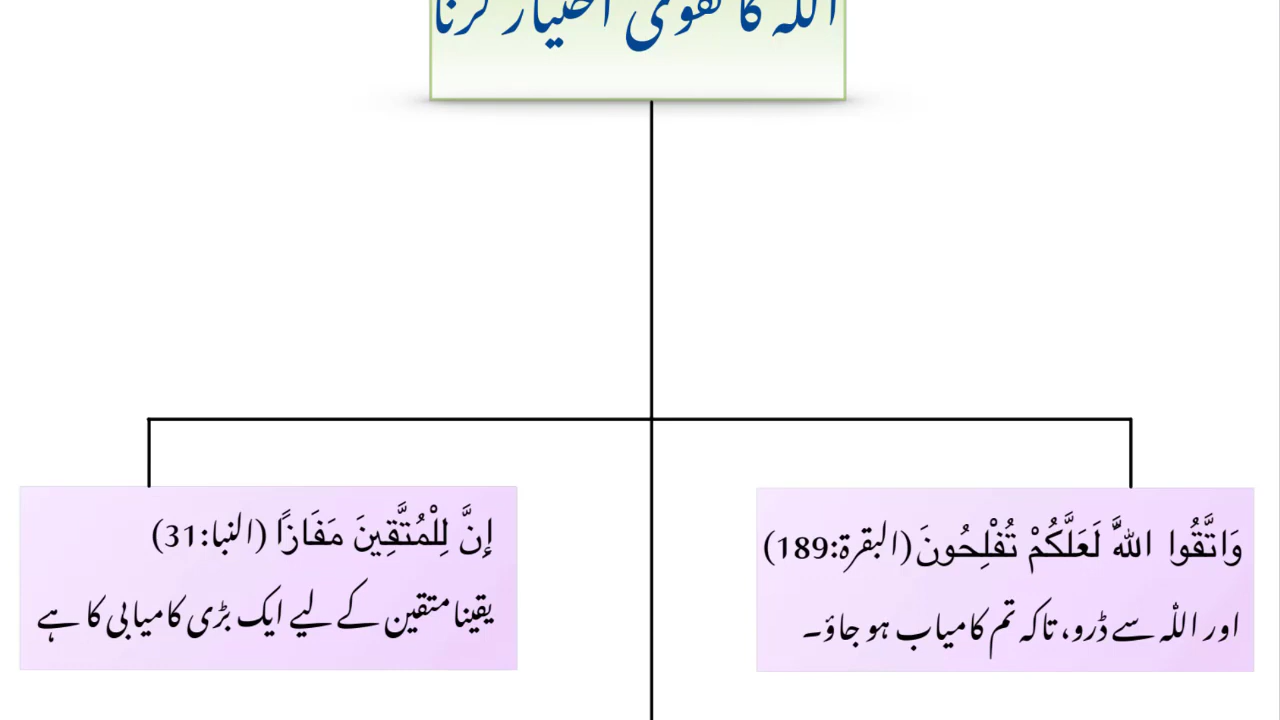 اللہ کا تقویٰ اختیار کرنا
وَاتَّقُوا اللهَّ لَعَلَّكُمْ تُفْلِحُونَ (البقرۃ:189)
اور اللّٰہ سے ڈرو، تاکہ تم کامیاب ہو جاؤ۔
إِنَّ لِلْمُتَّقِينَ مَفَازًا (النبا:31)
یقینا متقین کے لیے ایک بڑی کامیابی کا ہے